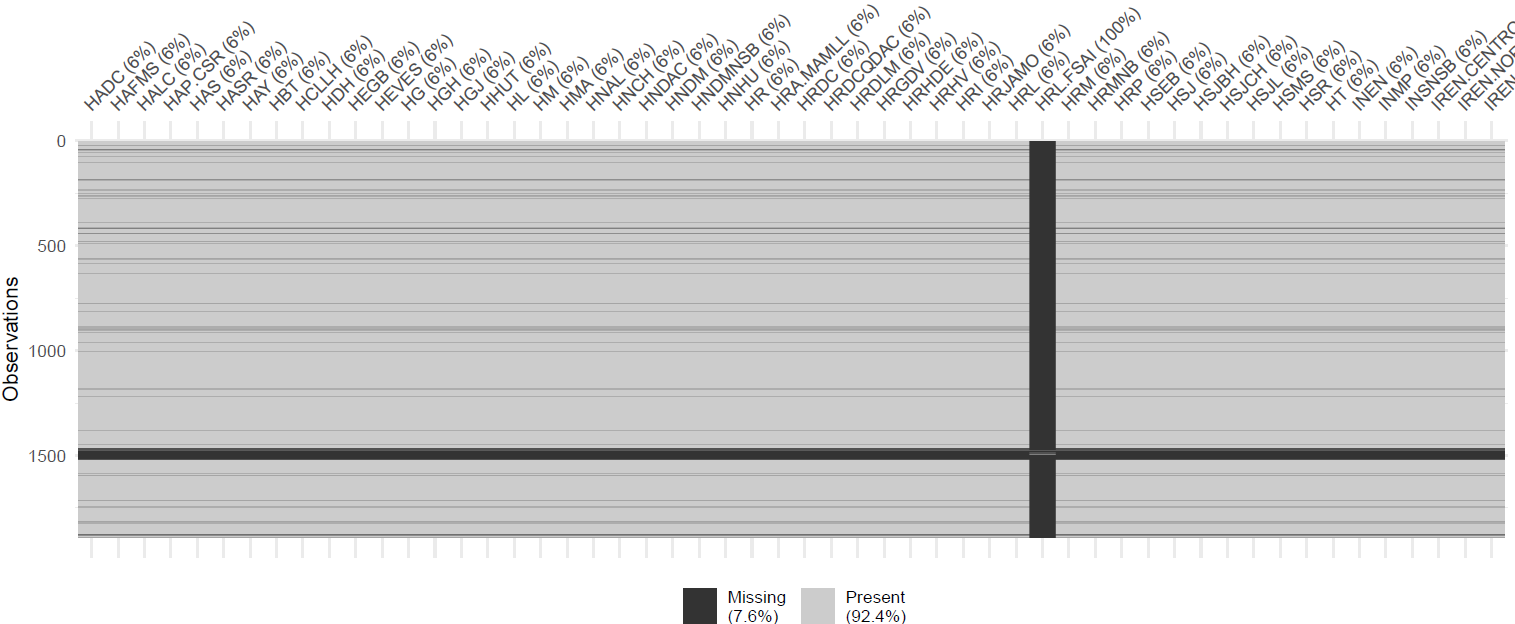 HADC (6%)
HAFMS (6%)
HALC (6%)
HAP.CSR (6%)
HAS (6%)
HASR (6%)
HAY (6%)
HBT (6%)
HCLLH (6%)
HDH (6%)
HEGB (6%)
HEVES (6%)
HG (6%)
HGH (6%)
HGJ (6%)
HHUT (6%)
HL (6%)
HM (6%)
HMA (6%)
HNAL (6%)
HNCH (6%)
HNDAC (6%)
HNDM (6%)
HNDMNSB (6%)
HNHU (6%)
HR (6%)
HRA.MAMLL (6%)
HRDC (6%)
HRDCQDAC (6%)
HRDLM (6%)
HRGDV (6%)
HRHDE (6%)
HRHV (6%)
HRI (6%)
HRJAMO (6%)
HRL (6%)
HRL.FSAI (100%)
HRM (6%)
HRMNB (6%)
HRP (6%)
HSEB (6%)
HSJ (6%)
HSJBH (6%)
HSJCH (6%)
HSJL (6%)
HSMS (6%)
HSR (6%)
HT (6%)
INEN (6%)
INMP (6%)
INSNSB (6%)
IREN.CENTRO
IREN.NOR
IREN
0
500
1000
1500
Observations
Missing
(7.6%)
Present
(92.4%)